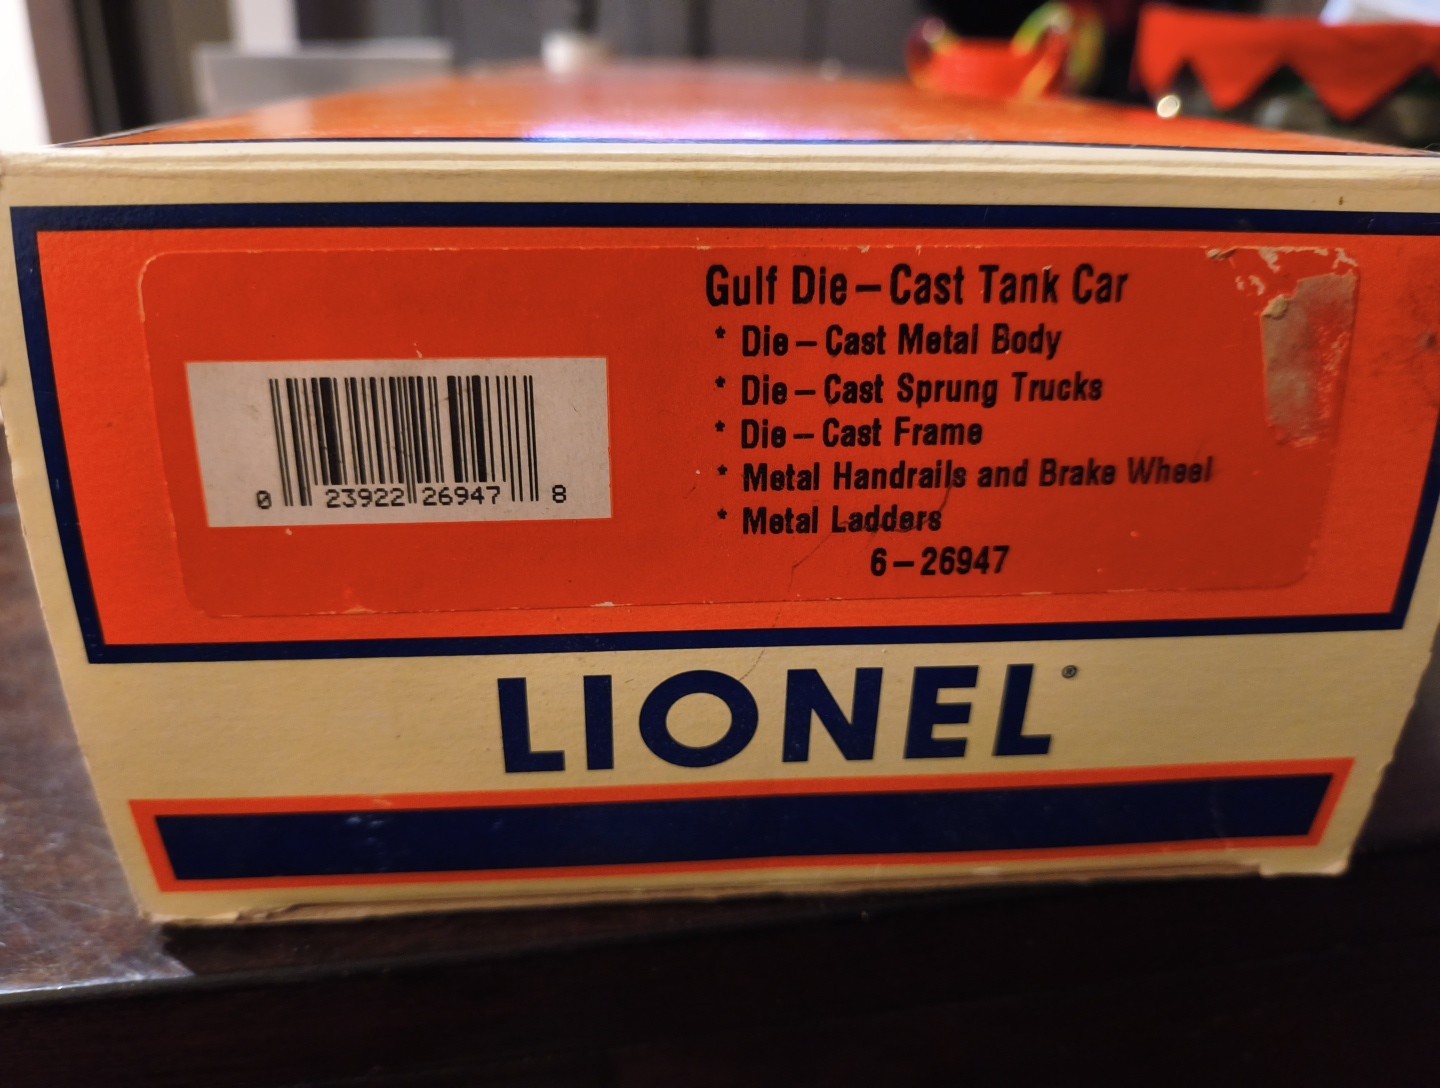 Gulf Die-Cast Tank Car
* Die-Cast Metal Body
* Die-Cast Sprung Trucks
* Die-Cast Frame
* Metal Handrails and Brake Wheel
* Metal Ladders
6-26947
0 23922 26947 8
LIONEL®